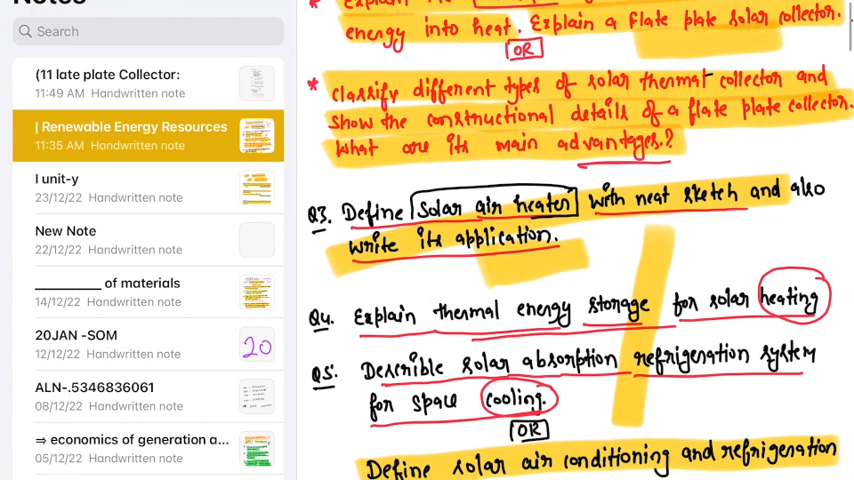 Search
(11 late plate Collector:
11:49 AM Handwritten note
| Renewable Energy Resources
11:35 AM Handwritten note
I unit-y
23/12/22 Handwritten note
New Note
22/12/22 Handwritten note
__________ of materials
14/12/22 Handwritten note
20JAN -SOM
12/12/22 Handwritten note
20
ALN-.5346836061
08/12/22 Handwritten note
⇒ economics of generation a...
05/12/22 Handwritten note
energy into heat. Explain a flate plate solar collector.
OR
* Classify different types of solar thermal collector and
Show the constructional details of a flate plate collector.
What are its main advantages.?
Q3. Define solar air heater with neat sketch and also
write its application.
Q4. Explain thermal energy storage for solar heating
Q5. Describle solar absorption refrigeration system
for space cooling.
OR
Define solar air conditioning and refrigeration